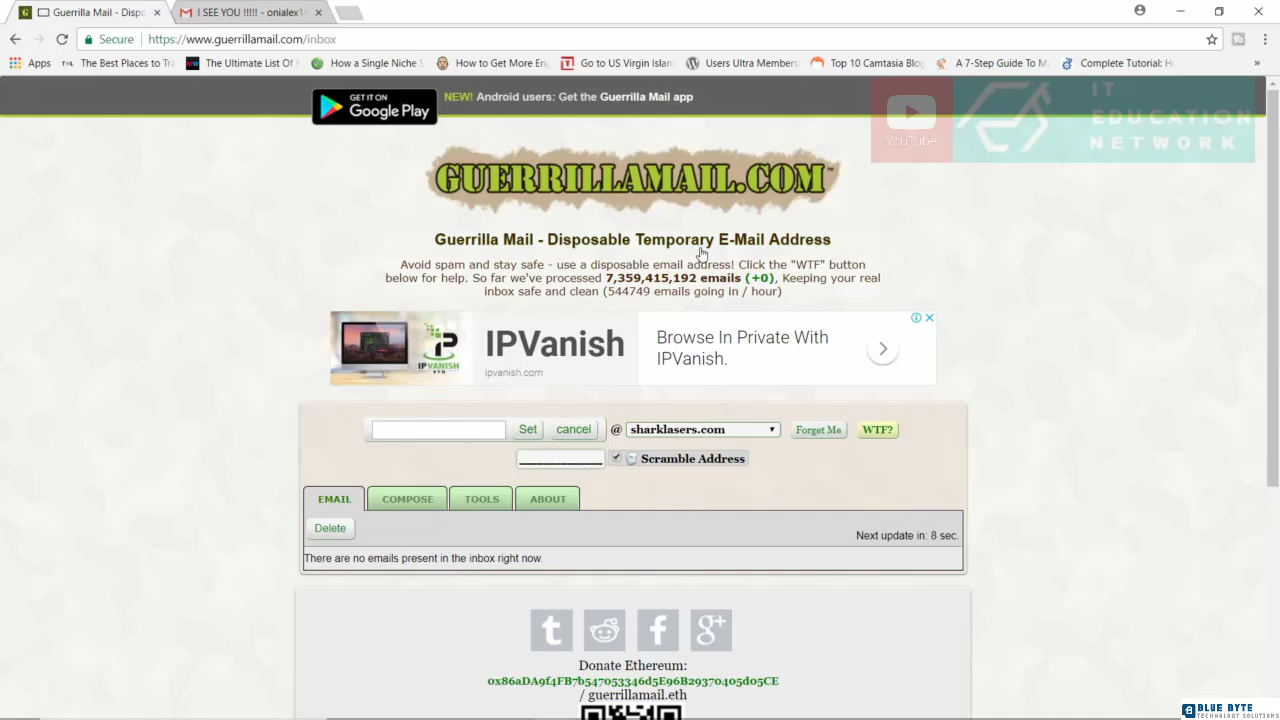 Guerrilla Mail - Dispo
I SEE YOU !!!!! - onialex1
Secure
https://www.guerrillamail.com/inbox
Apps
The Best Places to Tr
The Ultimate List Of
How a Single Niche S
How to Get More En
Go to US Virgin Islan
Users Ultra Members
Top 10 Camtasia Blog
A 7-Step Guide To M
Complete Tutorial: H
»
GET IT ON
Google Play
NEW! Android users: Get the Guerrilla Mail app
YouTube
IT
EDUCATION
NETWORK
GUERRILLAMAIL.COM™
Guerrilla Mail - Disposable Temporary E-Mail Address
Avoid spam and stay safe - use a disposable email address! Click the "WTF" button
below for help. So far we've processed 7,359,415,192 emails (+0), Keeping your real
inbox safe and clean (544749 emails going in / hour)
IPVANISH
VPN
IPVanish
ipvanish.com
Browse In Private With
IPVanish.
Set cancel @ sharklasers.com Forget Me WTF?
Scramble Address
EMAIL COMPOSE TOOLS ABOUT
Delete
Next update in: 8 sec.
There are no emails present in the inbox right now.
Donate Ethereum:
0x86aDA9f4FB7b547053346d5E96B29370405d05CE
/ guerrillamail.eth
BLUE BYTE
TECHNOLOGY SOLUTIONS